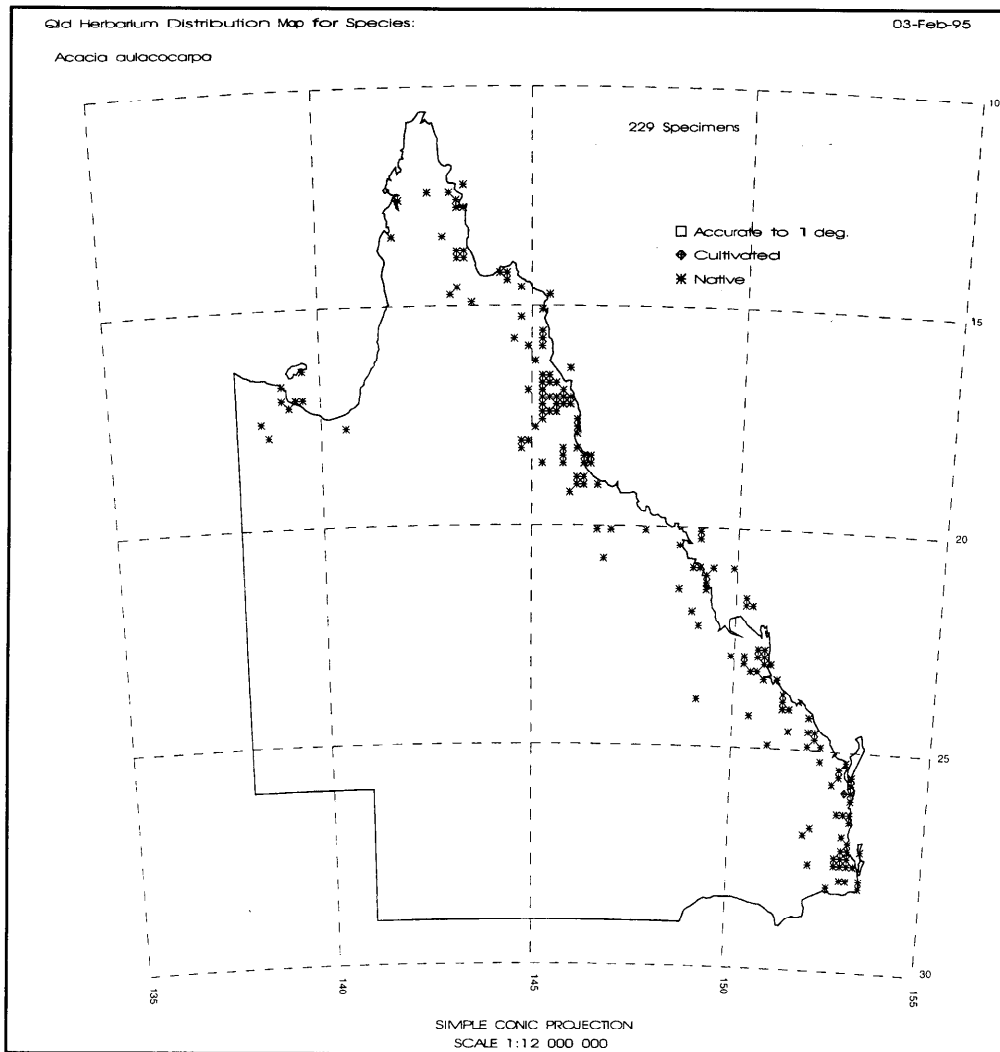 Qld Herbarium Distribution Map for Species: 03-Feb-95
Acacia aulacocarpa
10
229 Specimens
Accurate to 1 deg.
Cultivated
Native
15
20
25
30
135 140 145 150 155
SIMPLE CONIC PROJECTION
SCALE 1:12 000 000